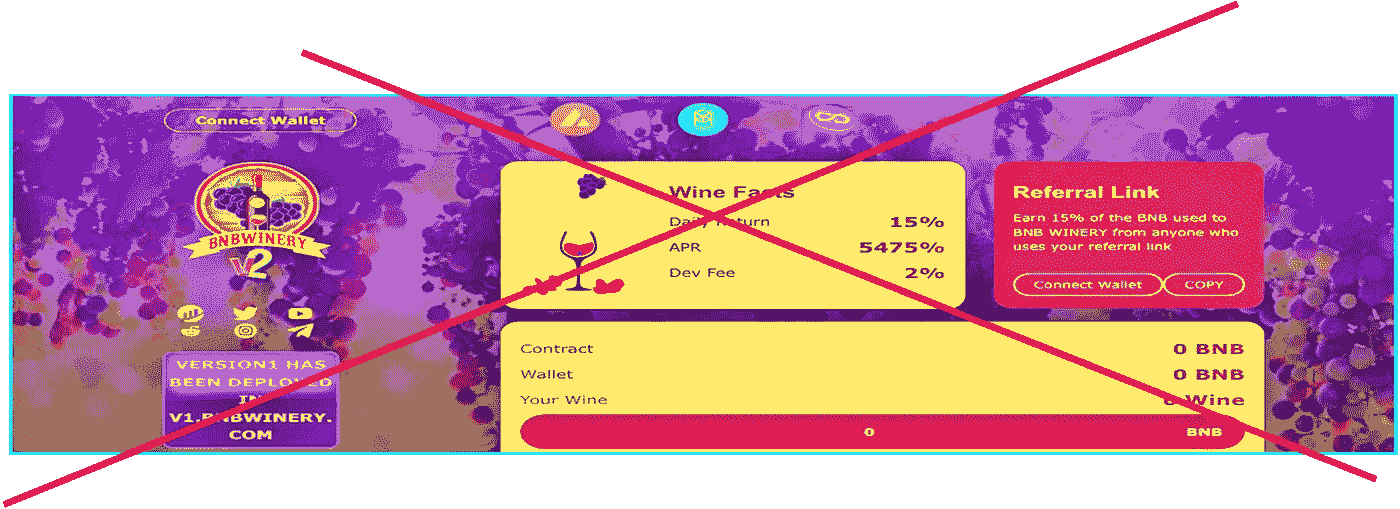 Connect Wallet
BNBWINERY
V2
VERSION1 HAS
BEEN DEPLOYED
IN
V1.BNBWINERY.
COM
Wine Facts
Daily Return 15%
APR 5475%
Dev Fee 2%
Referral Link
Earn 15% of the BNB used to
BNB WINERY from anyone who
uses your referral link
Connect Wallet COPY
Contract 0 BNB
Wallet 0 BNB
Your Wine 0 Wine
0 BNB